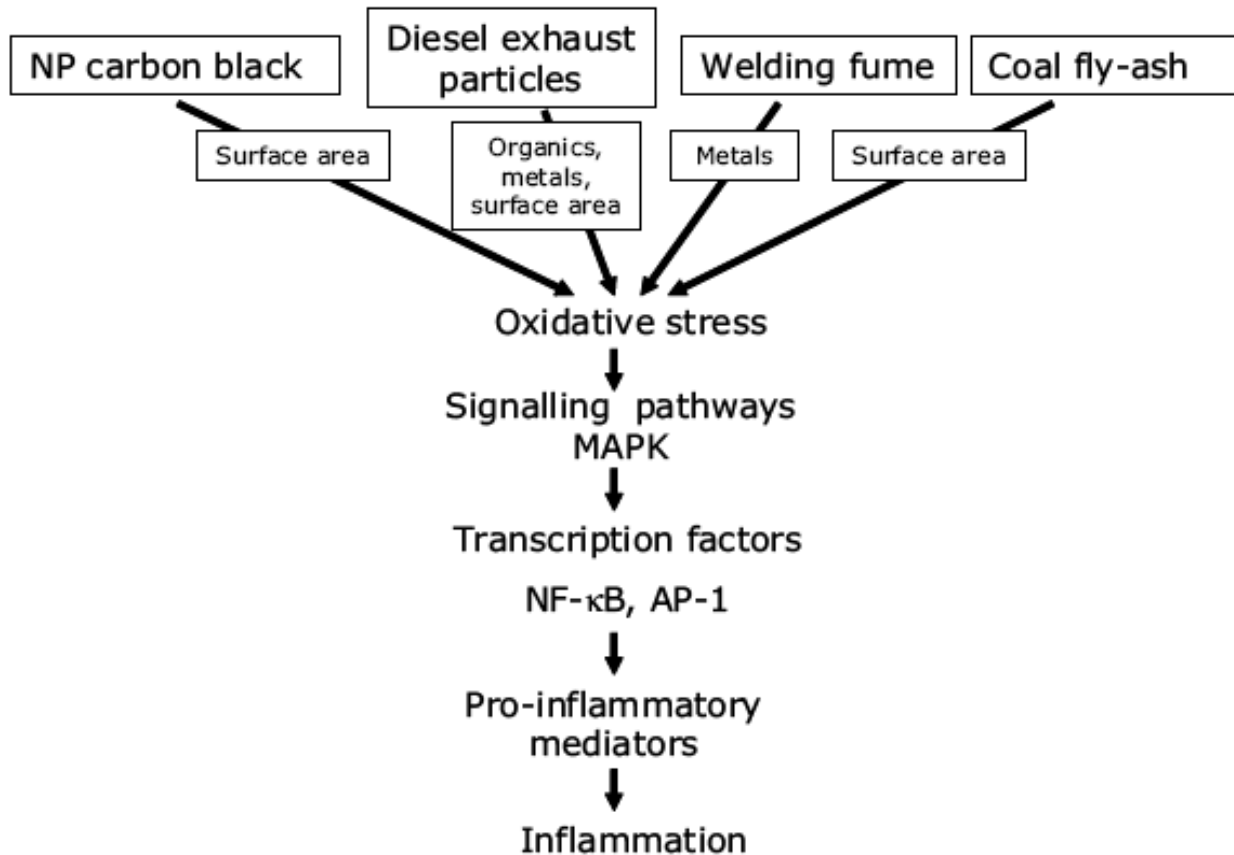 NP carbon black
Diesel exhaust
particles
Welding fume
Coal fly-ash
Surface area
Organics,
metals,
surface area
Metals
Surface area
Oxidative stress
Signalling pathways
MAPK
Transcription factors
NF-κB, AP-1
Pro-inflammatory
mediators
Inflammation